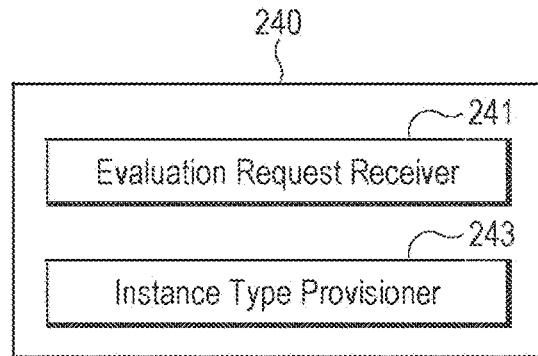 240
241
Evaluation Request Receiver
243
Instance Type Provisioner